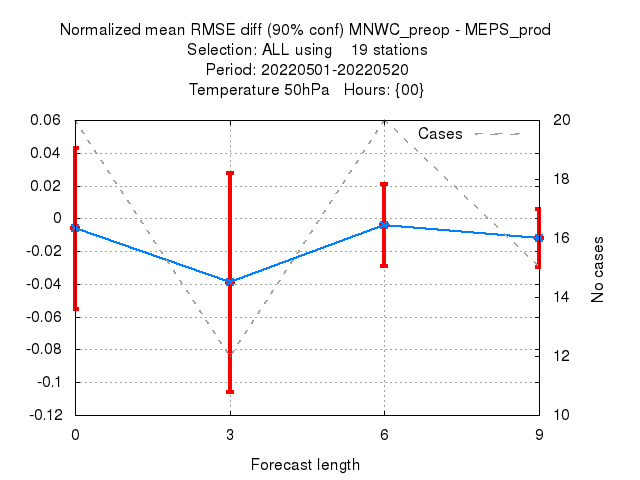 Normalized mean RMSE diff (90% conf) MNWC_preop - MEPS_prod
Selection: ALL using    19 stations
Period: 20220501-20220520
Temperature 50hPa   Hours: {00}
Cases
0.06
0.04
0.02
0
-0.02
-0.04
-0.06
-0.08
-0.1
-0.12
20
18
16
14
12
10
No cases
0 3 6 9
Forecast length